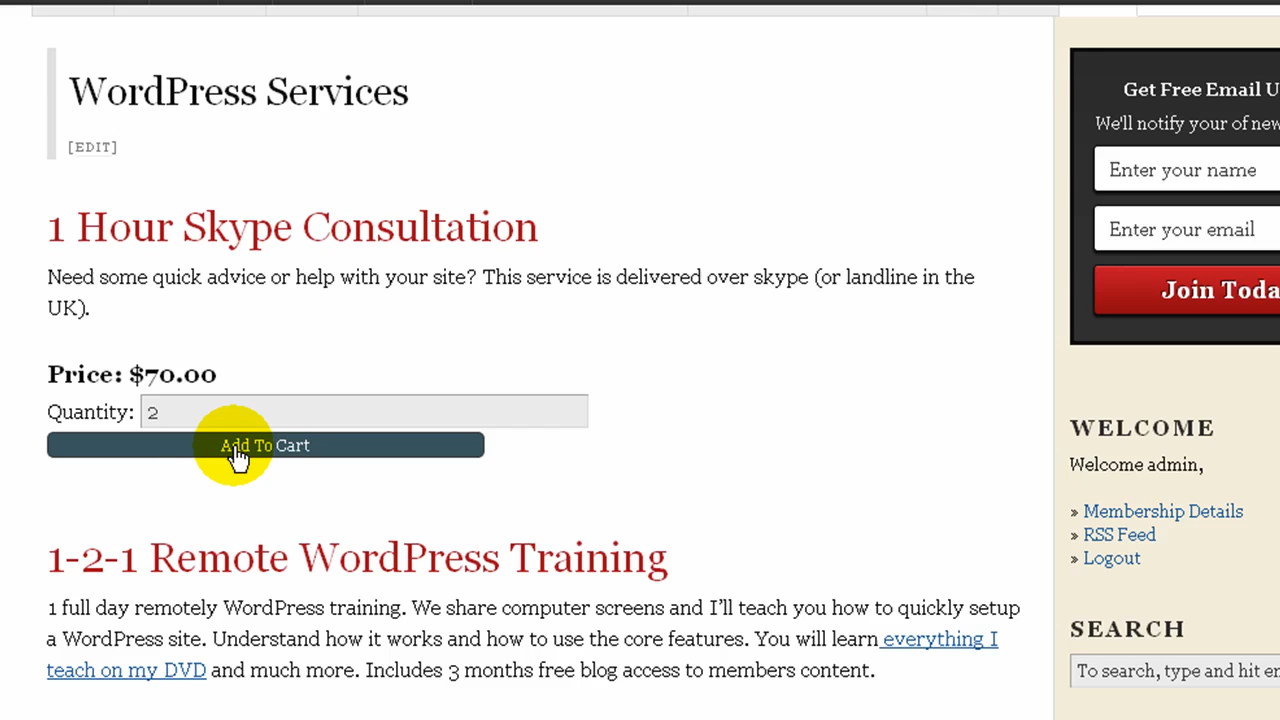 WordPress Services
[EDIT]
1 Hour Skype Consultation
Need some quick advice or help with your site? This service is delivered over skype (or landline in the
UK).
Price: $70.00
Quantity: 2
Add To Cart
1-2-1 Remote WordPress Training
1 full day remotely WordPress training. We share computer screens and I'll teach you how to quickly setup
a WordPress site. Understand how it works and how to use the core features. You will learn everything I
teach on my DVD and much more. Includes 3 months free blog access to members content.
Get Free Email U
We'll notify your of new
Enter your name
Enter your email
Join Toda
WELCOME
Welcome admin,
» Membership Details
» RSS Feed
» Logout
SEARCH
To search, type and hit en